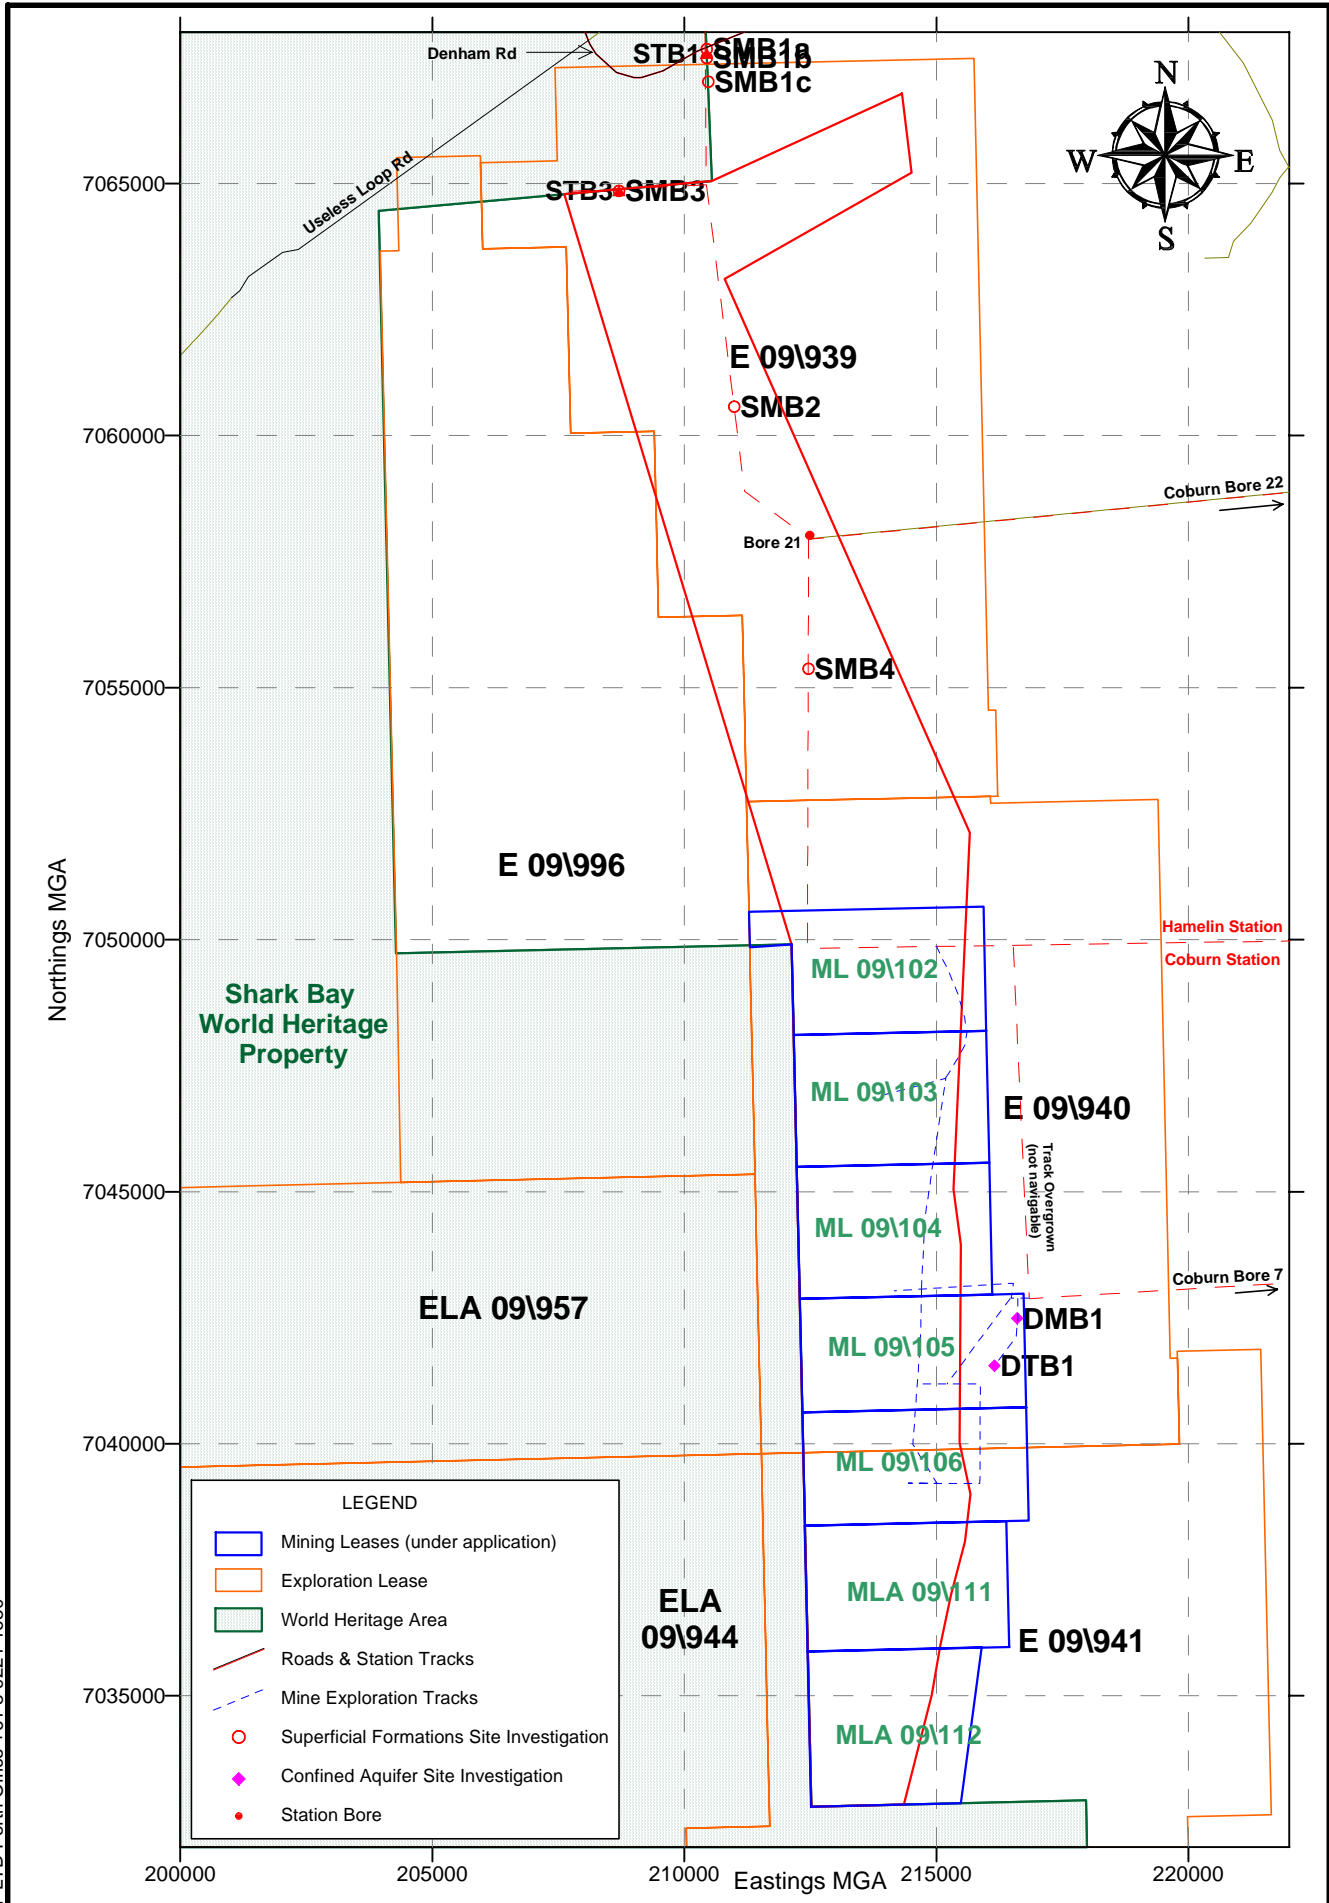 Denham Rd
STB1
SMB1a
SMB1b
SMB1c
N
W
E
S
7065000
Useless Loop Rd
STB3
SMB3
E 09\939
SMB2
7060000
Coburn Bore 22
Bore 21
7055000
SMB4
E 09\996
Northings MGA
7050000
Hamelin Station
Coburn Station
ML 09\102
Shark Bay
World Heritage
Property
ML 09\103
E 09\940
Track Overgrown
(not navigable)
7045000
ML 09\104
Coburn Bore 7
ELA 09\957
DMB1
ML 09\105
DTB1
7040000
ML 09\106
LEGEND
Mining Leases (under application)
Exploration Lease
World Heritage Area
Roads & Station Tracks
Mine Exploration Tracks
Superficial Formations Site Investigation
Confined Aquifer Site Investigation
Station Bore
ELA
09\944
MLA 09\111
E 09\941
7035000
MLA 09\112
200000
205000
210000
215000
220000
Eastings MGA